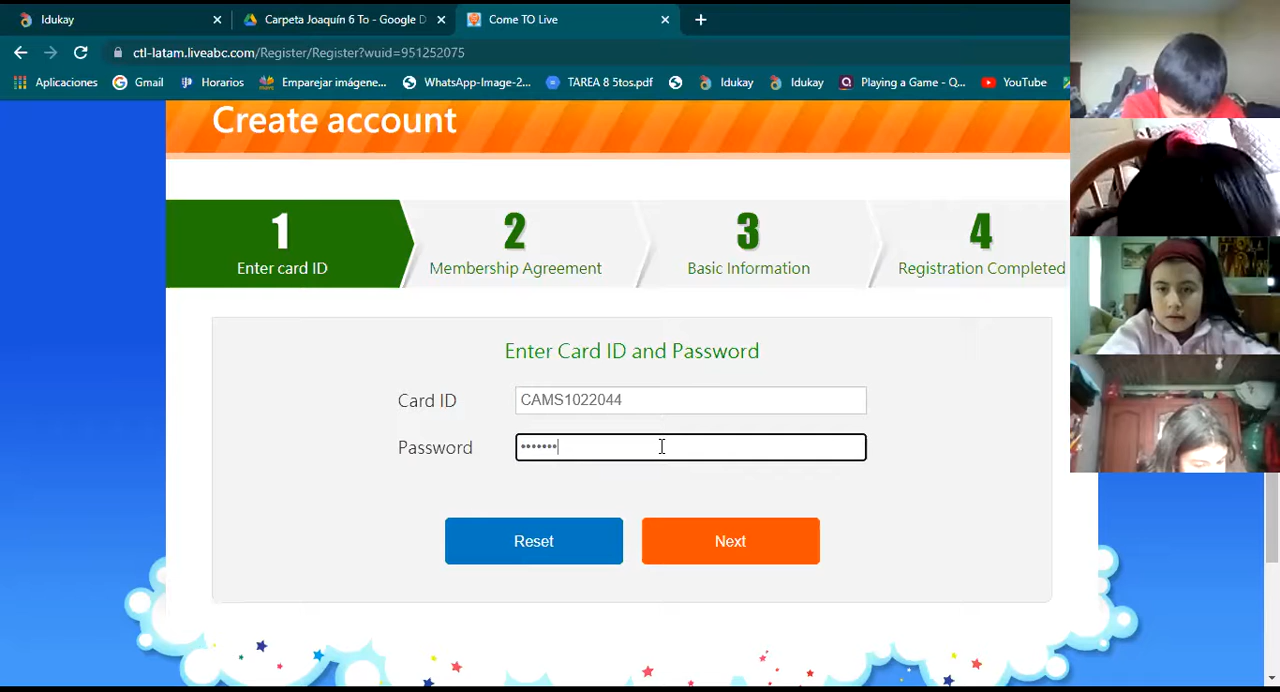 Idukay
Carpeta Joaquín 6 To - Google D
Come TO Live
ctl-latam.liveabc.com/Register/Register?wuid=951252075
Aplicaciones
Gmail
Horarios
Emparejar imágene...
WhatsApp-Image-2...
TAREA 8 5tos.pdf
Idukay
Idukay
Playing a Game - Q...
YouTube
Create account
1
Enter card ID
2
Membership Agreement
3
Basic Information
4
Registration Completed
Enter Card ID and Password
Card ID
CAMS1022044
Password
•••••••
Reset
Next